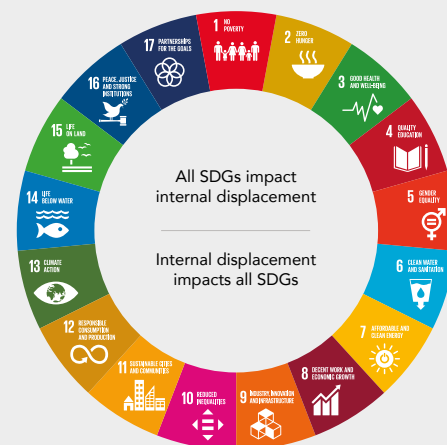 1 NO
POVERTY
2 ZERO
HUNGER
3 GOOD HEALTH
AND WELL-BEING
4 QUALITY
EDUCATION
5 GENDER
EQUALITY
6 CLEAN WATER
AND SANITATION
7 AFFORDABLE AND
CLEAN ENERGY
8 DECENT WORK AND
ECONOMIC GROWTH
9 INDUSTRY, INNOVATION
AND INFRASTRUCTURE
10 REDUCED
INEQUALITIES
11 SUSTAINABLE CITIES
AND COMMUNITIES
12 RESPONSIBLE
CONSUMPTION
AND PRODUCTION
13 CLIMATE
ACTION
14 LIFE
BELOW WATER
15 LIFE
ON LAND
16 PEACE, JUSTICE
AND STRONG
INSTITUTIONS
17 PARTNERSHIPS
FOR THE GOALS
All SDGs impact
internal displacement
Internal displacement
impacts all SDGs